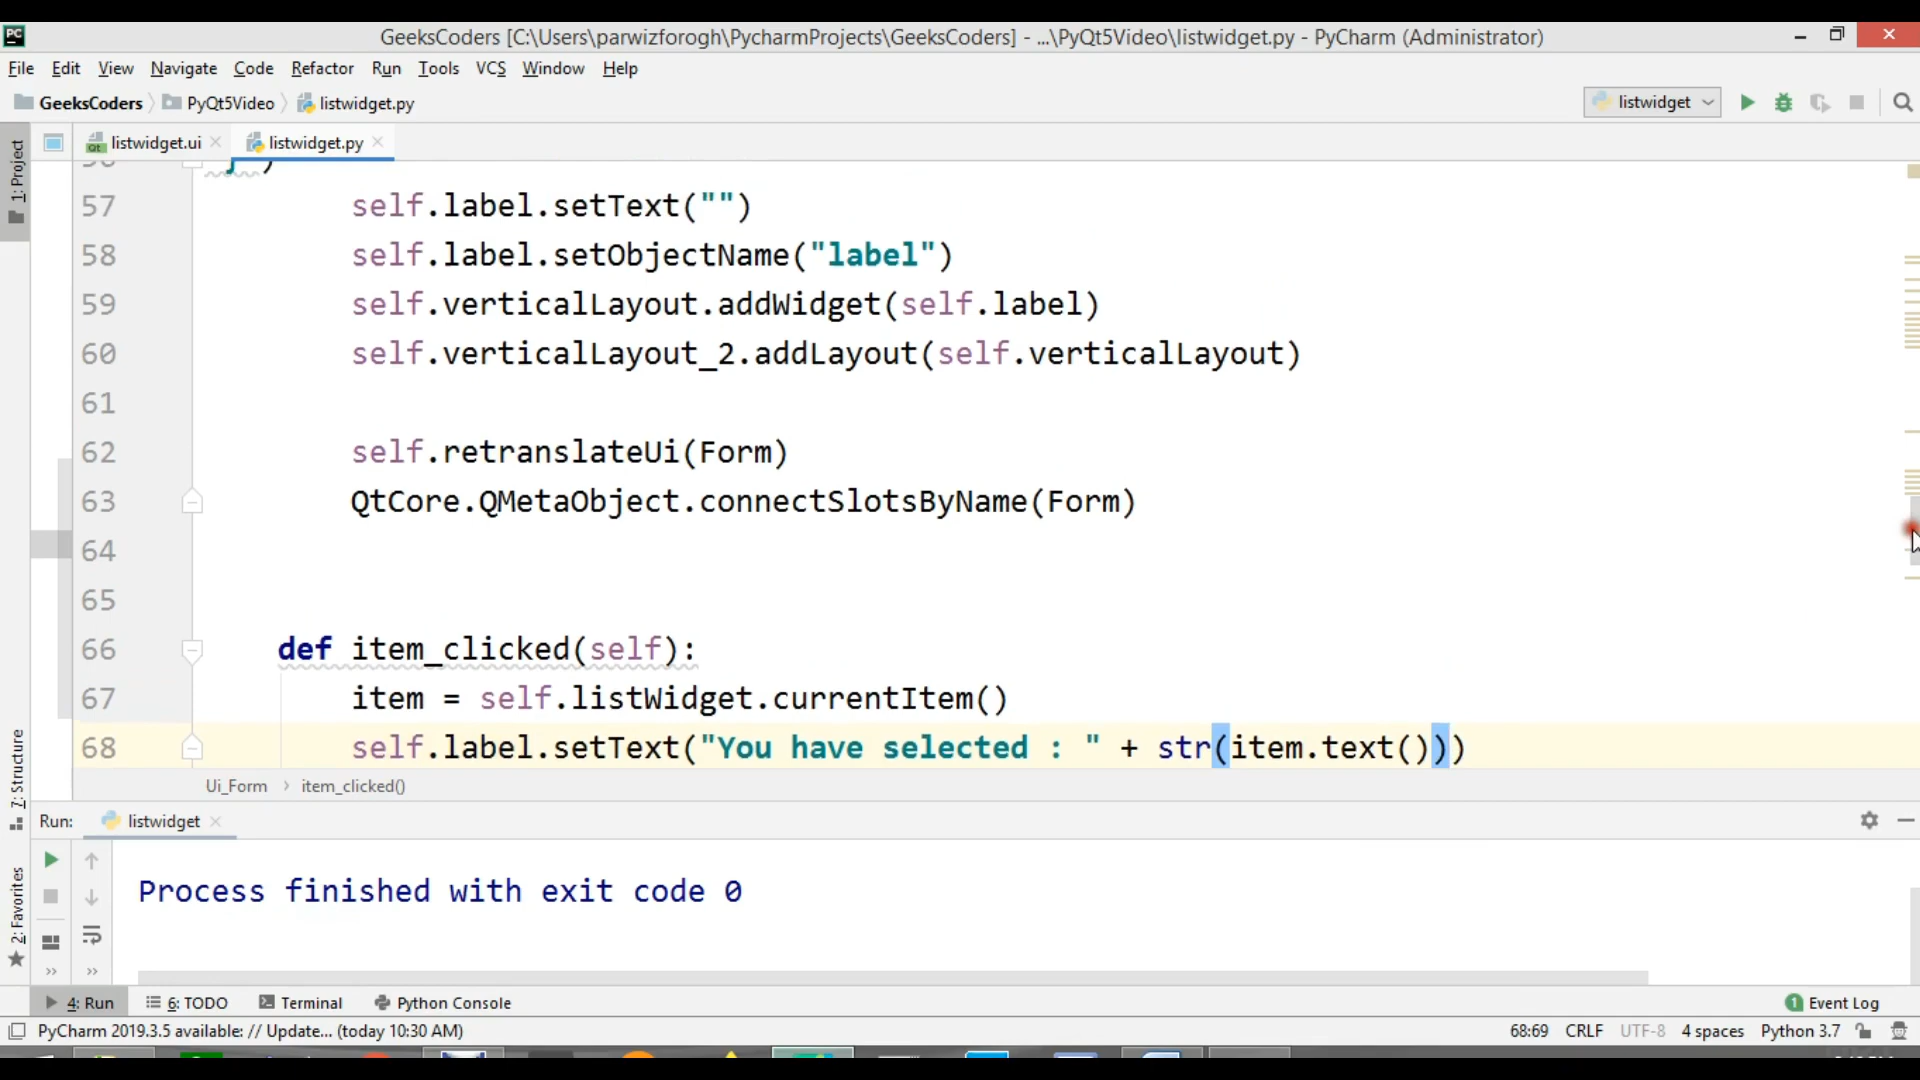 PC
GeeksCoders [C:\Users\parwizforogh\PycharmProjects\GeeksCoders] - ...\PyQt5Video\listwidget.py - PyCharm (Administrator)
File Edit View Navigate Code Refactor Run Tools VCS Window Help
GeeksCoders PyQt5Video listwidget.py listwidget
1: Project
listwidget.ui listwidget.py
57 self.label.setText("")
58 self.label.setObjectName("label")
59 self.verticalLayout.addWidget(self.label)
60 self.verticalLayout_2.addLayout(self.verticalLayout)
61
62 self.retranslateUi(Form)
63 QtCore.QMetaObject.connectSlotsByName(Form)
64
65
66 def item_clicked(self):
67 item = self.listWidget.currentItem()
68 self.label.setText("You have selected : " + str(item.text()))
Ui_Form › item_clicked()
7: Structure
2: Favorites
Run: listwidget
Process finished with exit code 0
4: Run 6: TODO Terminal Python Console 1 Event Log
PyCharm 2019.3.5 available: // Update... (today 10:30 AM) 68:69 CRLF UTF-8 4 spaces Python 3.7